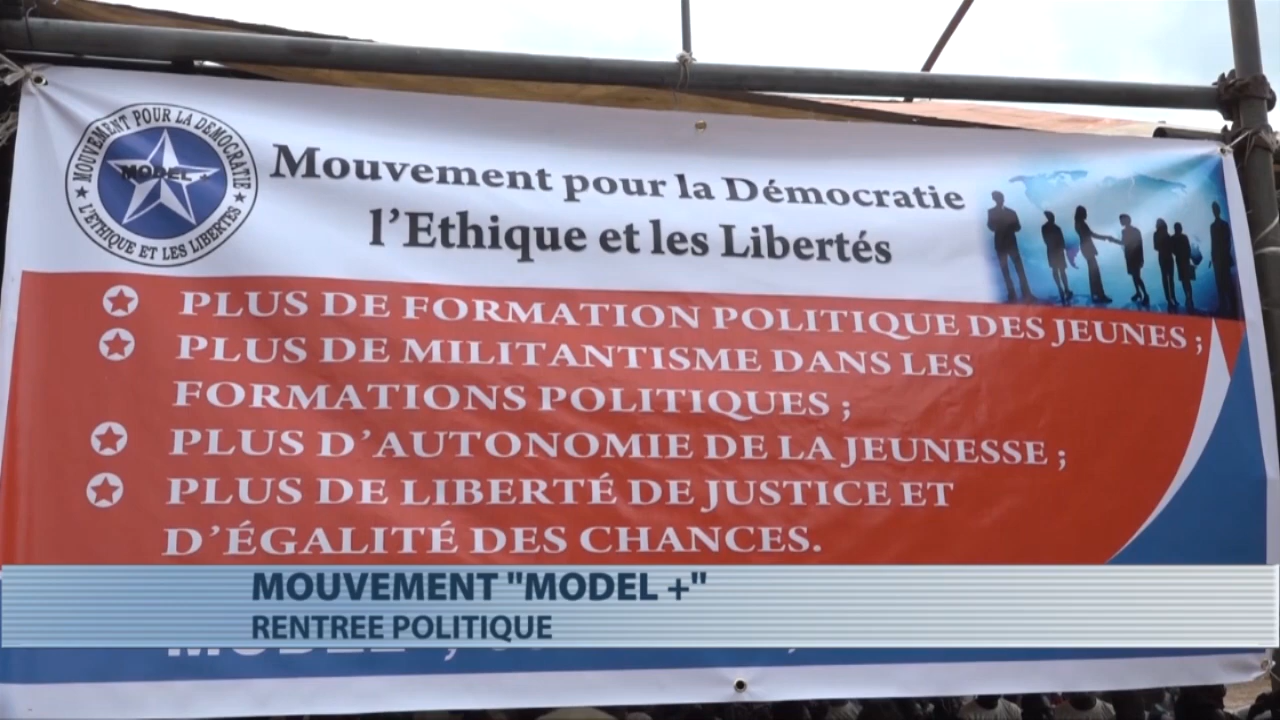 MOUVEMENT POUR LA DEMOCRATIE
MODEL +
L'ETHIQUE ET LES LIBERTES
Mouvement pour la Démocratie
l'Ethique et les Libertés
PLUS DE FORMATION POLITIQUE DES JEUNES ;
PLUS DE MILITANTISME DANS LES
FORMATIONS POLITIQUES ;
PLUS D'AUTONOMIE DE LA JEUNESSE ;
PLUS DE LIBERTÉ DE JUSTICE ET
D'ÉGALITÉ DES CHANCES.
MOUVEMENT "MODEL +"
RENTREE POLITIQUE